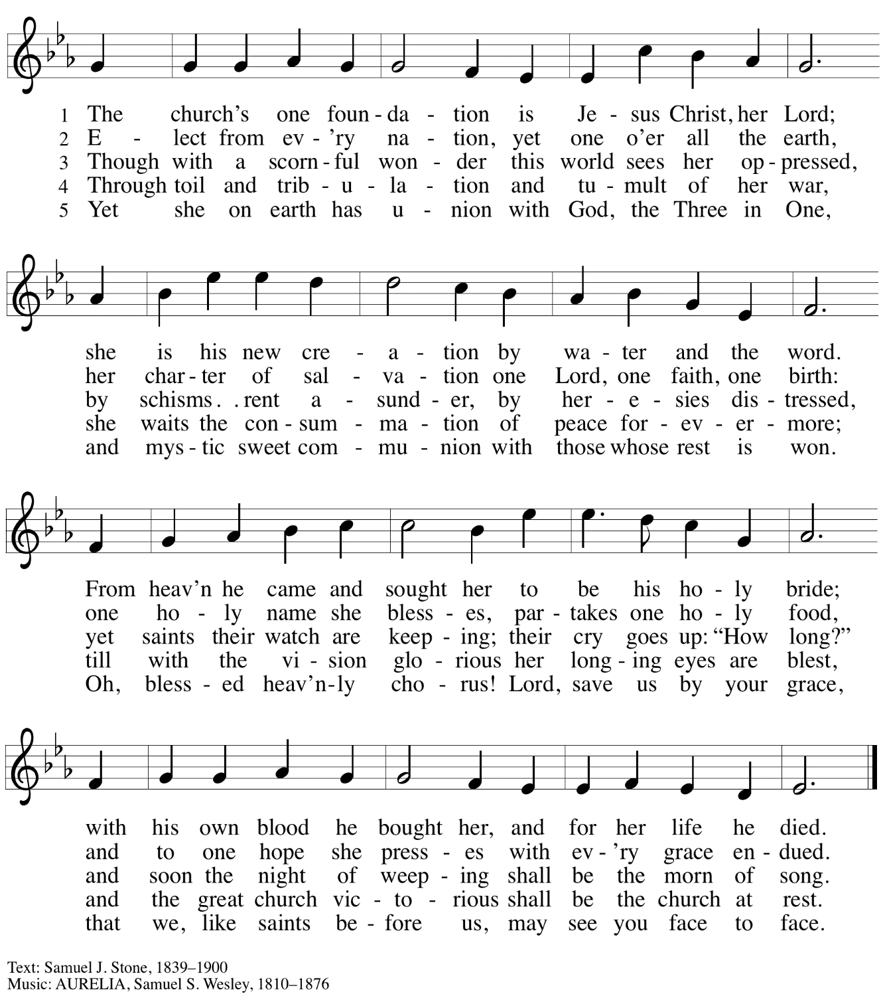 1 The church’s one foun - da - tion is Je - sus Christ, her Lord;
2 E - lect from ev - ’ry na - tion, yet one o’er all the earth,
3 Though with a scorn - ful won - der this world sees her op - pressed,
4 Through toil and trib - u - la - tion and tu - mult of her war,
5 Yet she on earth has u - nion with God, the Three in One,
she is his new cre - a - tion by wa - ter and the word.
her char - ter of sal - va - tion one Lord, one faith, one birth:
by schisms . . rent a - sund - er, by her - e - sies dis - tressed,
she waits the con - sum - ma - tion of peace for - ev - er - more;
and mys - tic sweet com - mu - nion with those whose rest is won.
From heav’n he came and sought her to be his ho - ly bride;
one ho - ly name she bless - es, par - takes one ho - ly food,
yet saints their watch are keep - ing; their cry goes up: “How long?”
till with the vi - sion glo - rious her long - ing eyes are blest,
Oh, bless - ed heav’n - ly cho - rus! Lord, save us by your grace,
with his own blood he bought her, and for her life he died.
and to one hope she press - es with ev - ’ry grace en - dued.
and soon the night of weep - ing shall be the morn of song.
and the great church vic - to - rious shall be the church at rest.
that we, like saints be - fore us, may see you face to face.
Text: Samuel J. Stone, 1839–1900
Music: AURELIA, Samuel S. Wesley, 1810–1876